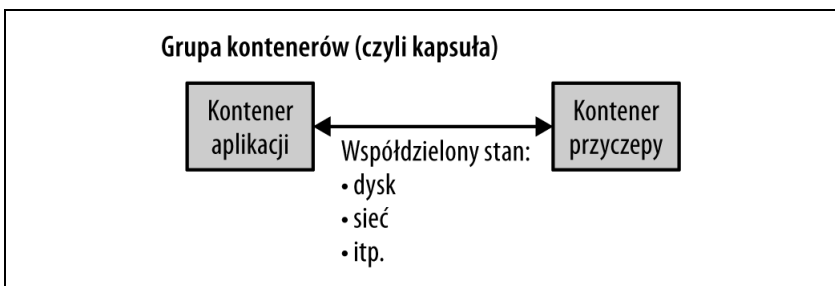 Grupa kontenerów (czyli kapsuła)
Kontener
aplikacji
Kontener
przyczepy
Współdzielony stan:
• dysk
• sieć
• itp.